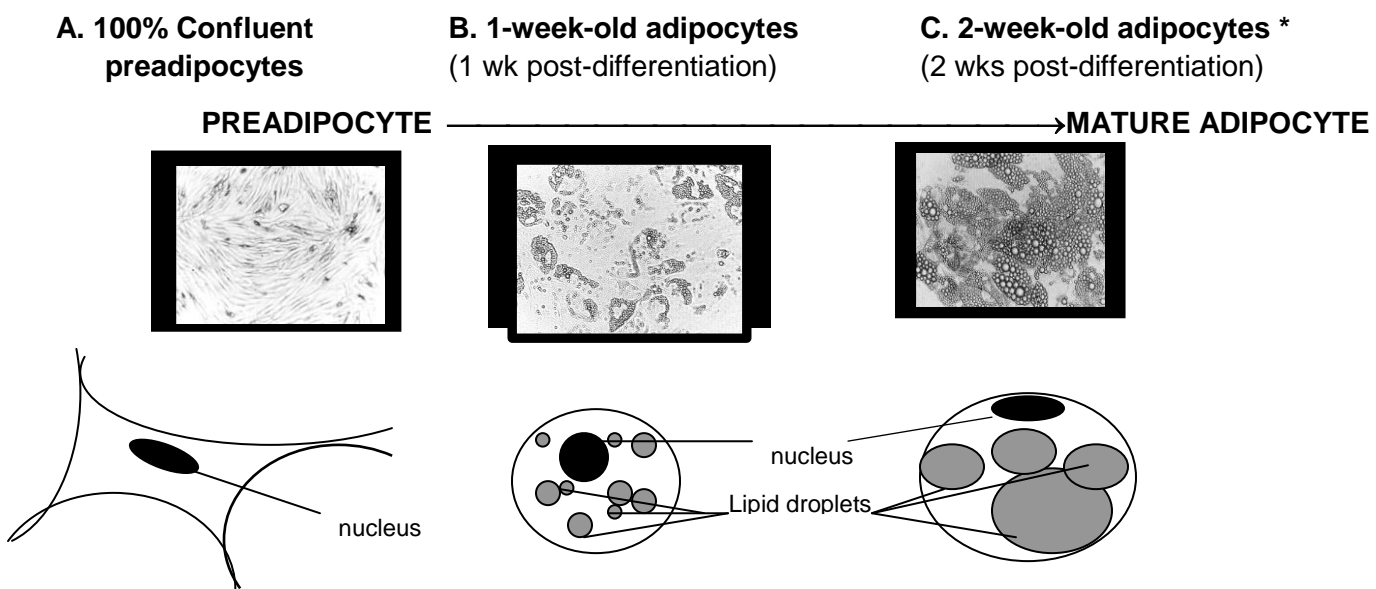 A. 100% Confluent
preadipocytes
B. 1-week-old adipocytes
(1 wk post-differentiation)
C. 2-week-old adipocytes *
(2 wks post-differentiation)
PREADIPOCYTE
MATURE ADIPOCYTE
nucleus
nucleus
Lipid droplets